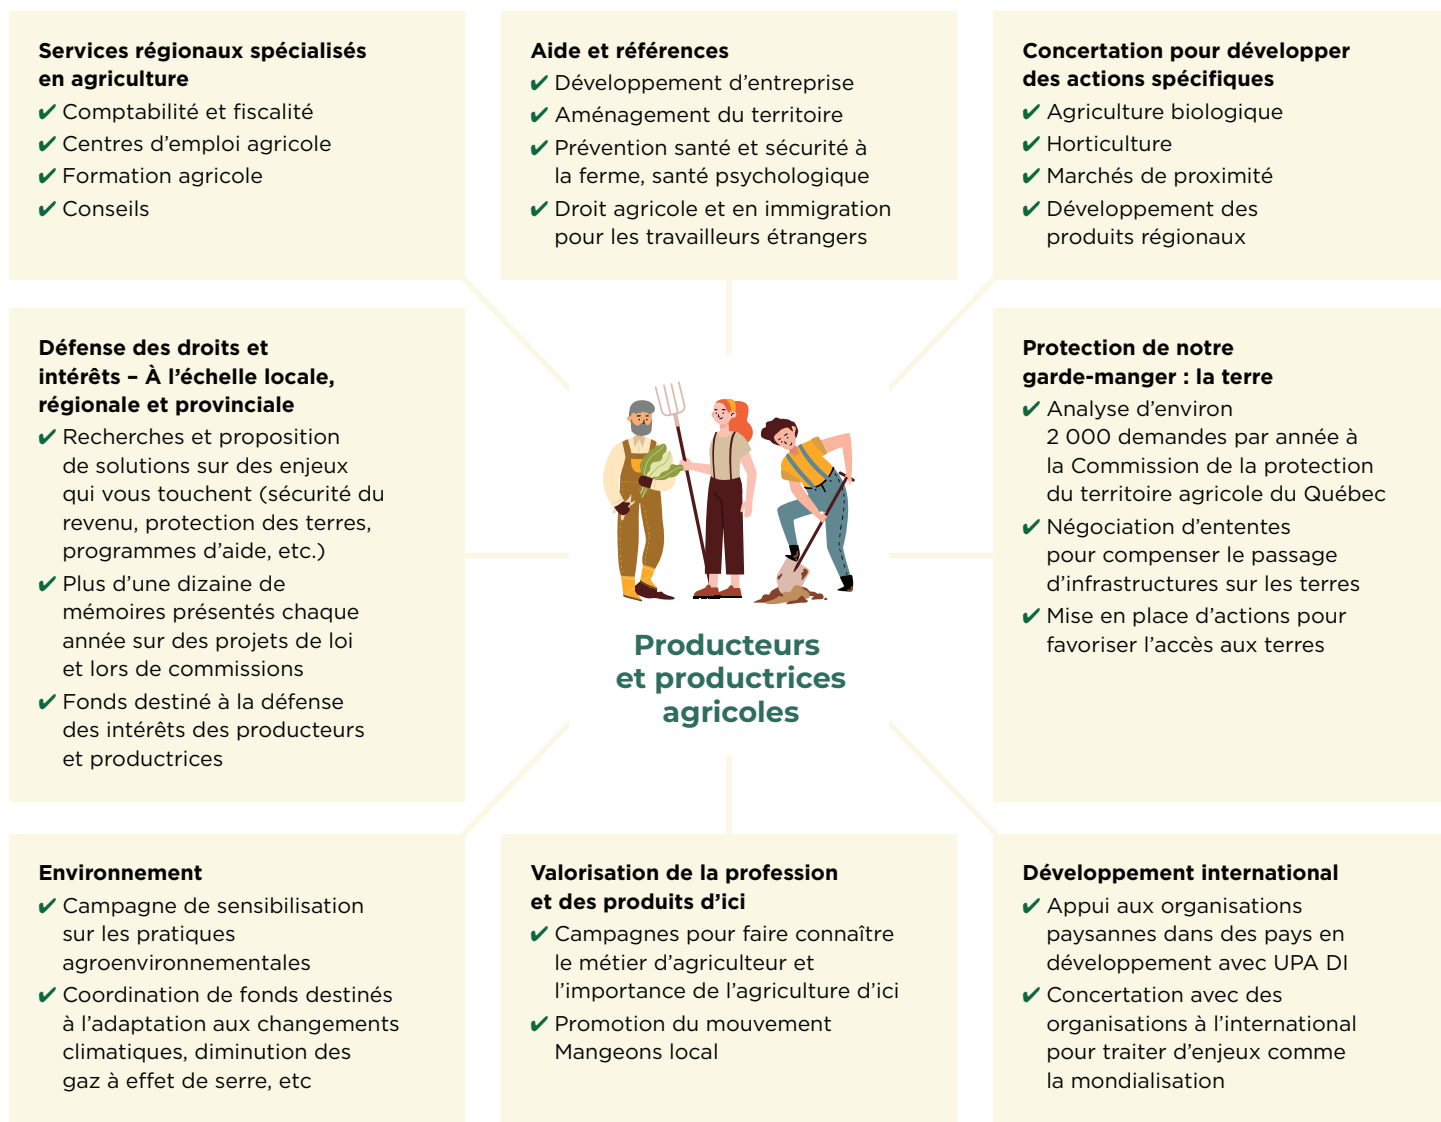 Services régionaux spécialisés
en agriculture
✔ Comptabilité et fiscalité
✔ Centres d’emploi agricole
✔ Formation agricole
✔ Conseils
Aide et références
✔ Développement d’entreprise
✔ Aménagement du territoire
✔ Prévention santé et sécurité à
la ferme, santé psychologique
✔ Droit agricole et en immigration
pour les travailleurs étrangers
Concertation pour développer
des actions spécifiques
✔ Agriculture biologique
✔ Horticulture
✔ Marchés de proximité
✔ Développement des
produits régionaux
Défense des droits et
intérêts – À l’échelle locale,
régionale et provinciale
✔ Recherches et proposition
de solutions sur des enjeux
qui vous touchent (sécurité du
revenu, protection des terres,
programmes d’aide, etc.)
✔ Plus d’une dizaine de
mémoires présentés chaque
année sur des projets de loi
et lors de commissions
✔ Fonds destiné à la défense
des intérêts des producteurs
et productrices
Producteurs
et productrices
agricoles
Protection de notre
garde-manger : la terre
✔ Analyse d’environ
2 000 demandes par année à
la Commission de la protection
du territoire agricole du Québec
✔ Négociation d’ententes
pour compenser le passage
d’infrastructures sur les terres
✔ Mise en place d’actions pour
favoriser l’accès aux terres
Environnement
✔ Campagne de sensibilisation
sur les pratiques
agroenvironnementales
✔ Coordination de fonds destinés
à l’adaptation aux changements
climatiques, diminution des
gaz à effet de serre, etc
Valorisation de la profession
et des produits d’ici
✔ Campagnes pour faire connaître
le métier d’agriculteur et
l’importance de l’agriculture d’ici
✔ Promotion du mouvement
Mangeons local
Développement international
✔ Appui aux organisations
paysannes dans des pays en
développement avec UPA DI
✔ Concertation avec des
organisations à l’international
pour traiter d’enjeux comme
la mondialisation